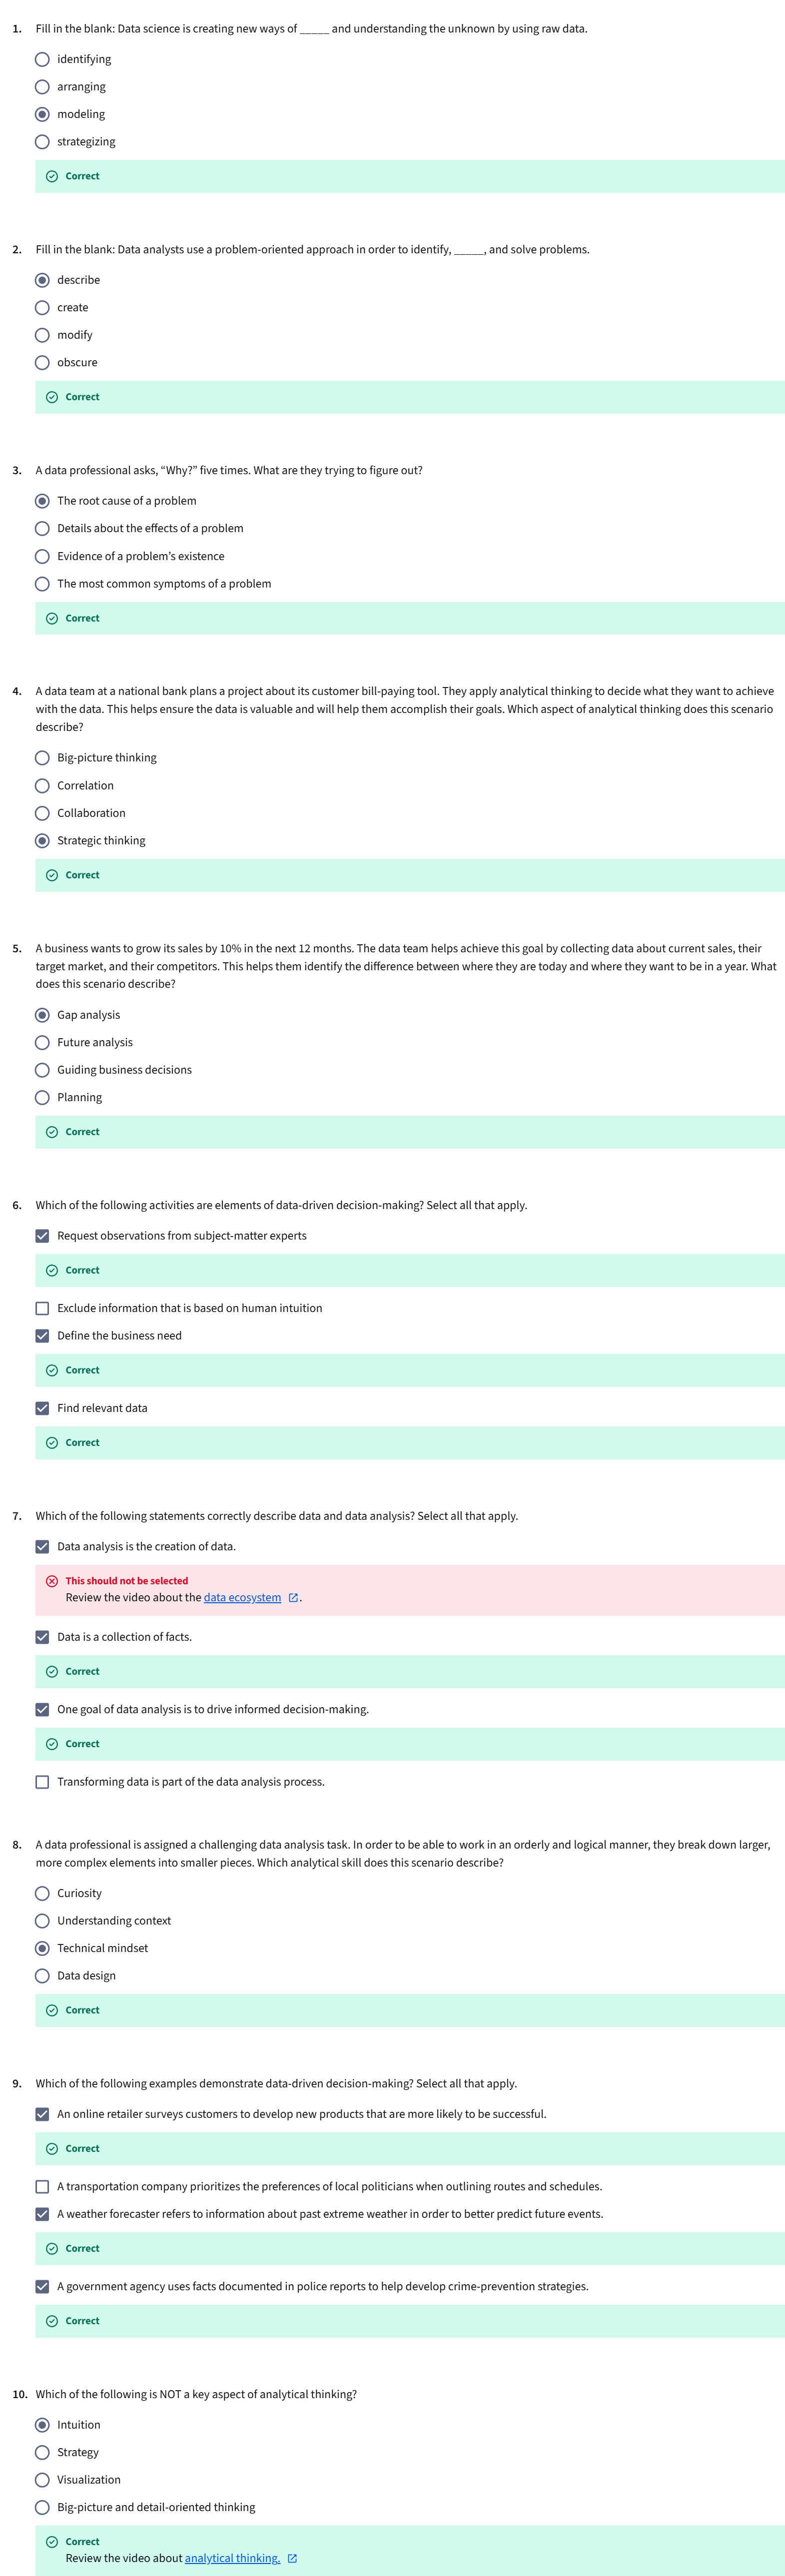 1. Fill in the blank: Data science is creating new ways of _____ and understanding the unknown by using raw data.
identifying
arranging
modeling
strategizing
Correct
2. Fill in the blank: Data analysts use a problem-oriented approach in order to identify, _____, and solve problems.
describe
create
modify
obscure
Correct
3. A data professional asks, “Why?” five times. What are they trying to figure out?
The root cause of a problem
Details about the effects of a problem
Evidence of a problem’s existence
The most common symptoms of a problem
Correct
4. A data team at a national bank plans a project about its customer bill-paying tool. They apply analytical thinking to decide what they want to achieve
with the data. This helps ensure the data is valuable and will help them accomplish their goals. Which aspect of analytical thinking does this scenario
describe?
Big-picture thinking
Correlation
Collaboration
Strategic thinking
Correct
5. A business wants to grow its sales by 10% in the next 12 months. The data team helps achieve this goal by collecting data about current sales, their
target market, and their competitors. This helps them identify the difference between where they are today and where they want to be in a year. What
does this scenario describe?
Gap analysis
Future analysis
Guiding business decisions
Planning
Correct
6. Which of the following activities are elements of data-driven decision-making? Select all that apply.
Request observations from subject-matter experts
Correct
Exclude information that is based on human intuition
Define the business need
Correct
Find relevant data
Correct
7. Which of the following statements correctly describe data and data analysis? Select all that apply.
Data analysis is the creation of data.
This should not be selected
Review the video about the data ecosystem .
Data is a collection of facts.
Correct
One goal of data analysis is to drive informed decision-making.
Correct
Transforming data is part of the data analysis process.
8. A data professional is assigned a challenging data analysis task. In order to be able to work in an orderly and logical manner, they break down larger,
more complex elements into smaller pieces. Which analytical skill does this scenario describe?
Curiosity
Understanding context
Technical mindset
Data design
Correct
9. Which of the following examples demonstrate data-driven decision-making? Select all that apply.
An online retailer surveys customers to develop new products that are more likely to be successful.
Correct
A transportation company prioritizes the preferences of local politicians when outlining routes and schedules.
A weather forecaster refers to information about past extreme weather in order to better predict future events.
Correct
A government agency uses facts documented in police reports to help develop crime-prevention strategies.
Correct
10. Which of the following is NOT a key aspect of analytical thinking?
Intuition
Strategy
Visualization
Big-picture and detail-oriented thinking
Correct
Review the video about analytical thinking.